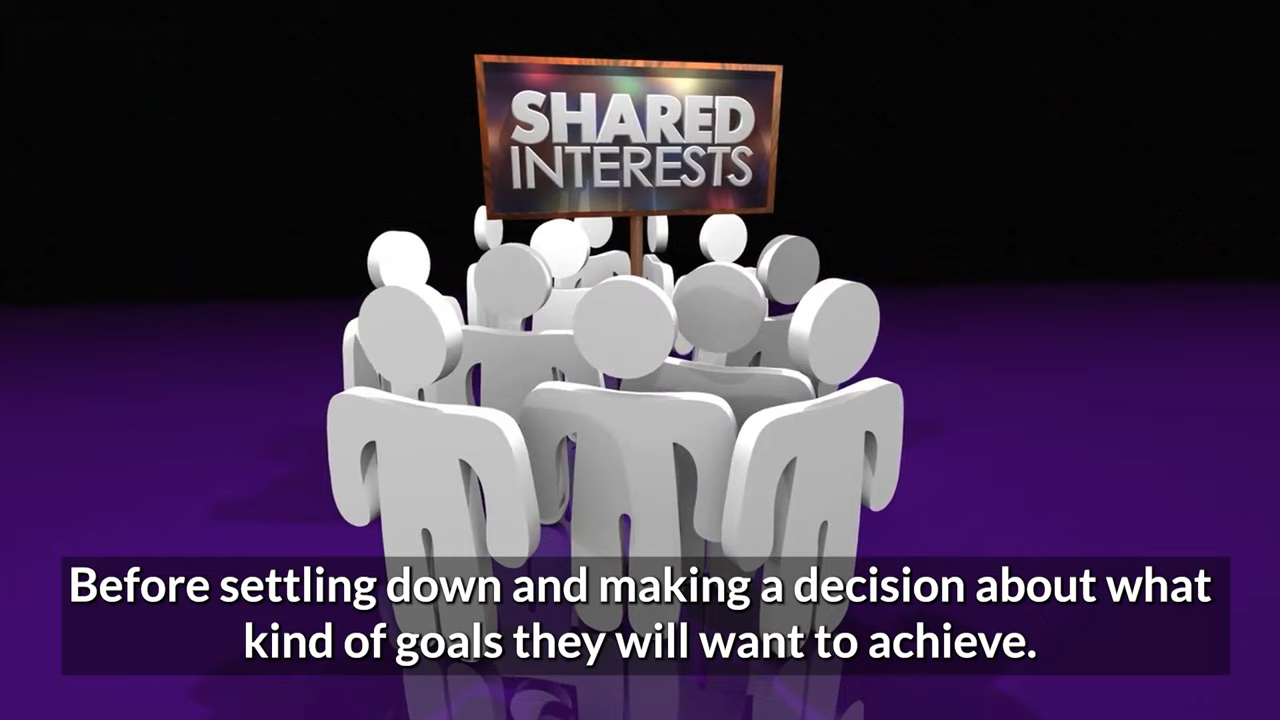 SHARED
INTERESTS
Before settling down and making a decision about what
kind of goals they will want to achieve.